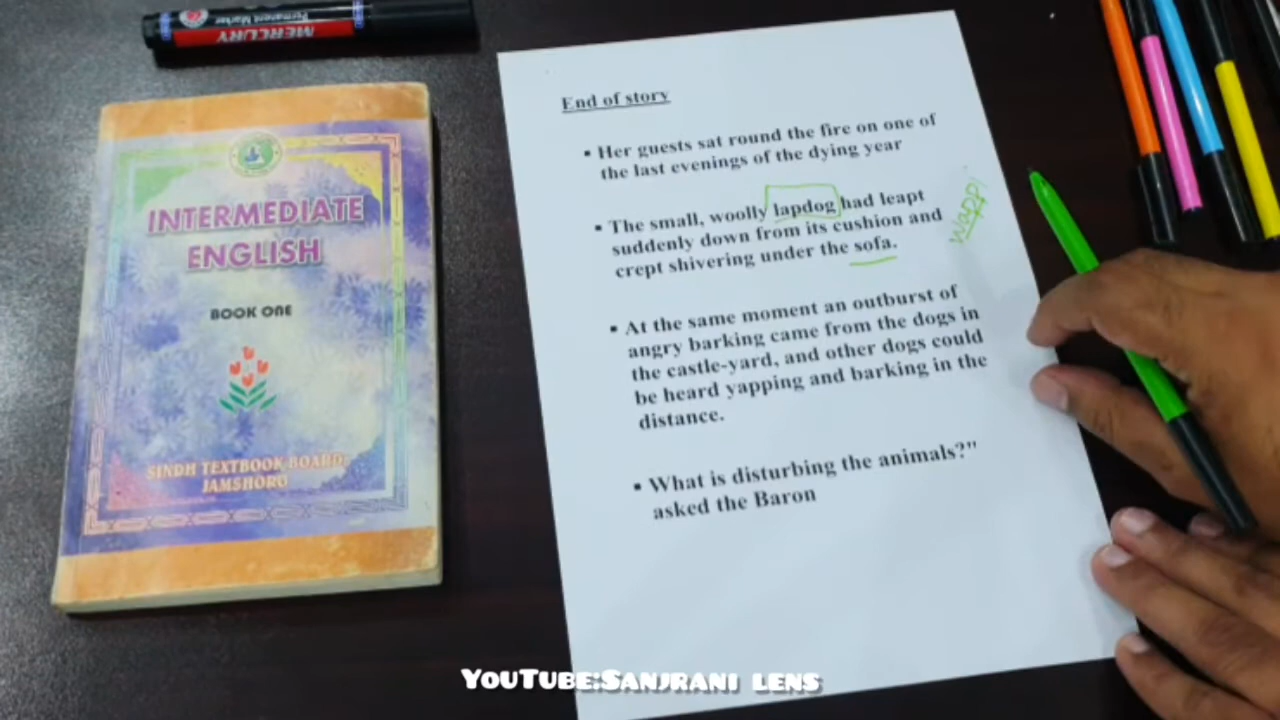 Permanent Marker
MERCURY
INTERMEDIATE
ENGLISH
BOOK ONE
SINDH TEXTBOOK BOARD,
JAMSHORO
End of story
▪ Her guests sat round the fire on one of
the last evenings of the dying year
▪ The small, woolly lapdog had leapt
suddenly down from its cushion and
crept shivering under the sofa.
▪ At the same moment an outburst of
angry barking came from the dogs in
the castle-yard, and other dogs could
be heard yapping and barking in the
distance.
▪ What is disturbing the animals?"
asked the Baron
YouTube:Sanjrani lens